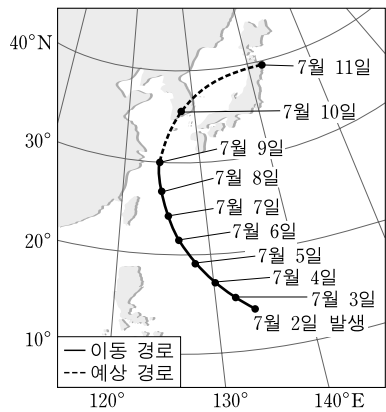 40°N
7월 11일
7월 10일
30°
7월 9일
7월 8일
7월 7일
7월 6일
20°
7월 5일
7월 4일
7월 3일
7월 2일 발생
10°
이동 경로
예상 경로
120°
130°
140°E